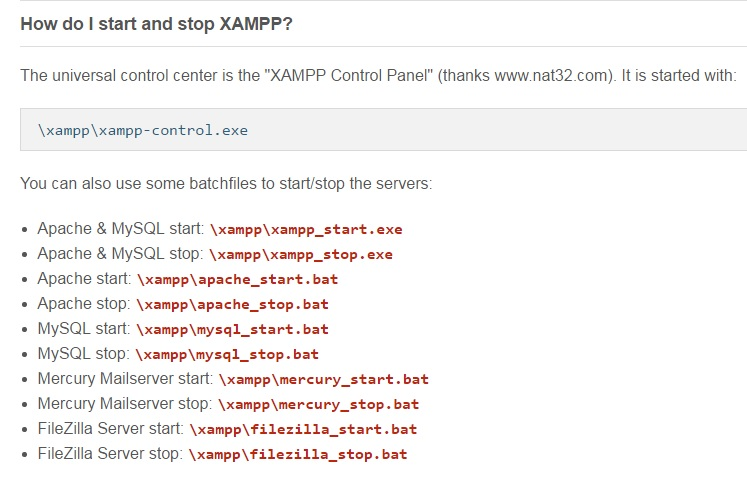 How do I start and stop XAMPP?
The universal control center is the "XAMPP Control Panel" (thanks www.nat32.com). It is started with:
\xampp\xampp-control.exe
You can also use some batchfiles to start/stop the servers:
• Apache & MySQL start: \xampp\xampp_start.exe
• Apache & MySQL stop: \xampp\xampp_stop.exe
• Apache start: \xampp\apache_start.bat
• Apache stop: \xampp\apache_stop.bat
• MySQL start: \xampp\mysql_start.bat
• MySQL stop: \xampp\mysql_stop.bat
• Mercury Mailserver start: \xampp\mercury_start.bat
• Mercury Mailserver stop: \xampp\mercury_stop.bat
• FileZilla Server start: \xampp\filezilla_start.bat
• FileZilla Server stop: \xampp\filezilla_stop.bat